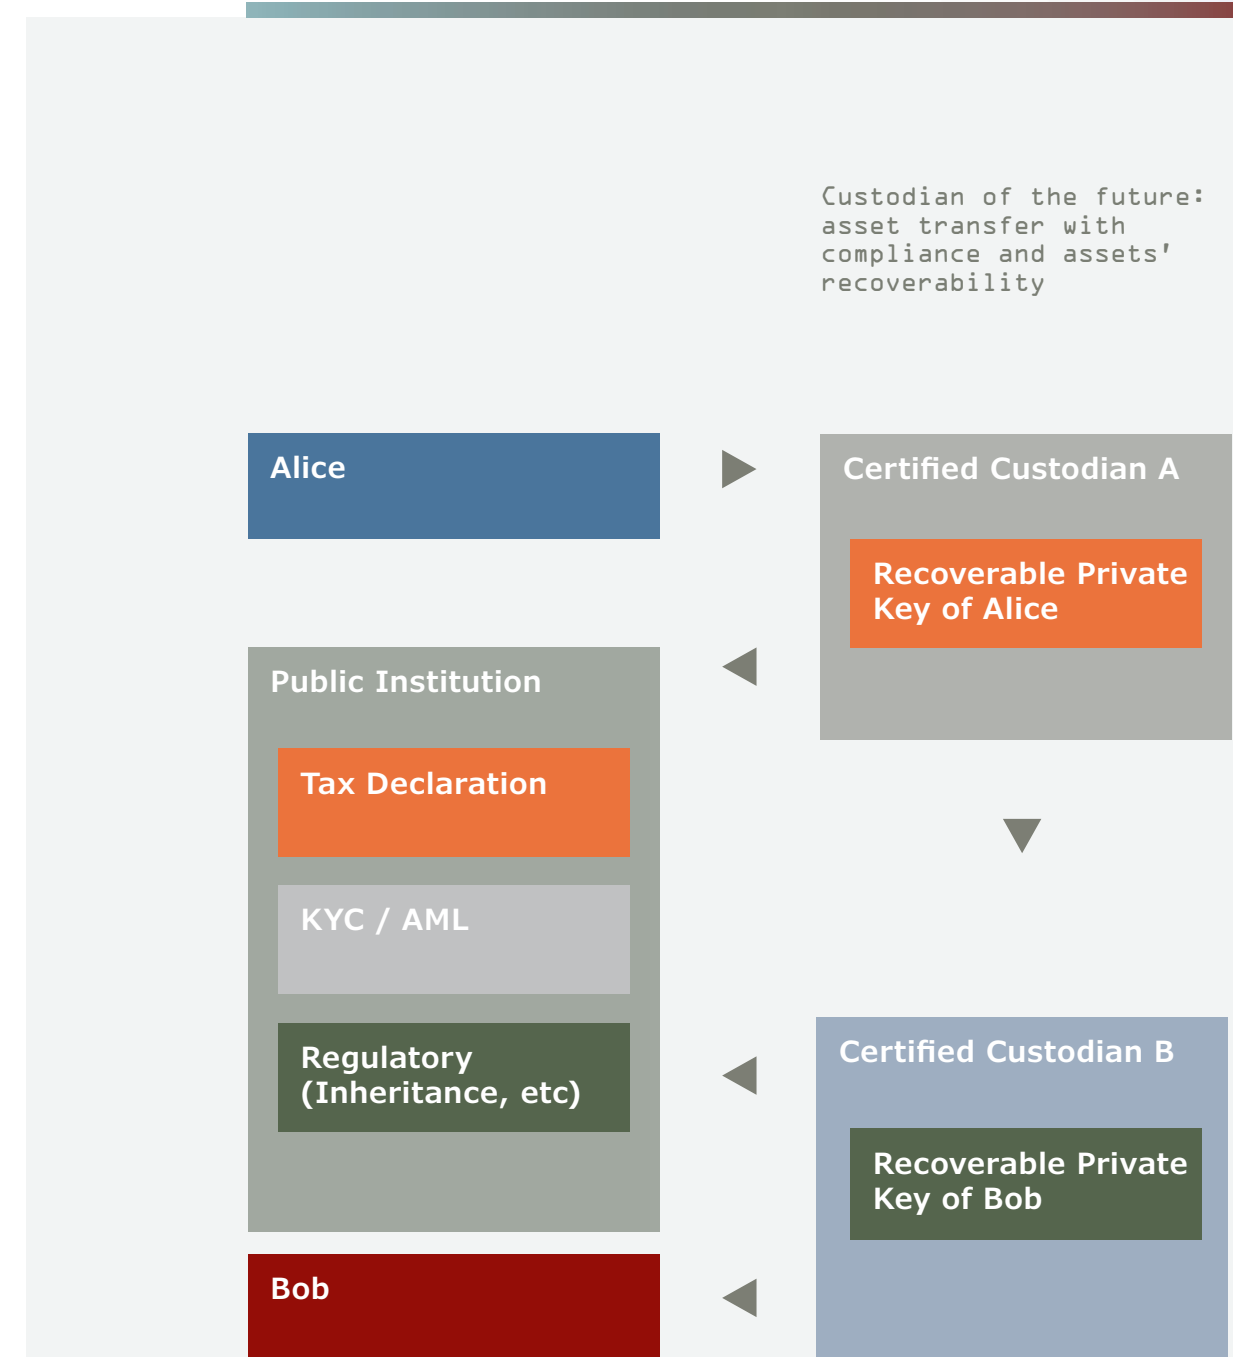 Custodian of the future:
asset transfer with
compliance and assets'
recoverability
Alice
Certified Custodian A
Recoverable Private
Key of Alice
Public Institution
Tax Declaration
KYC / AML
Regulatory
(Inheritance, etc)
Certified Custodian B
Recoverable Private
Key of Bob
Bob